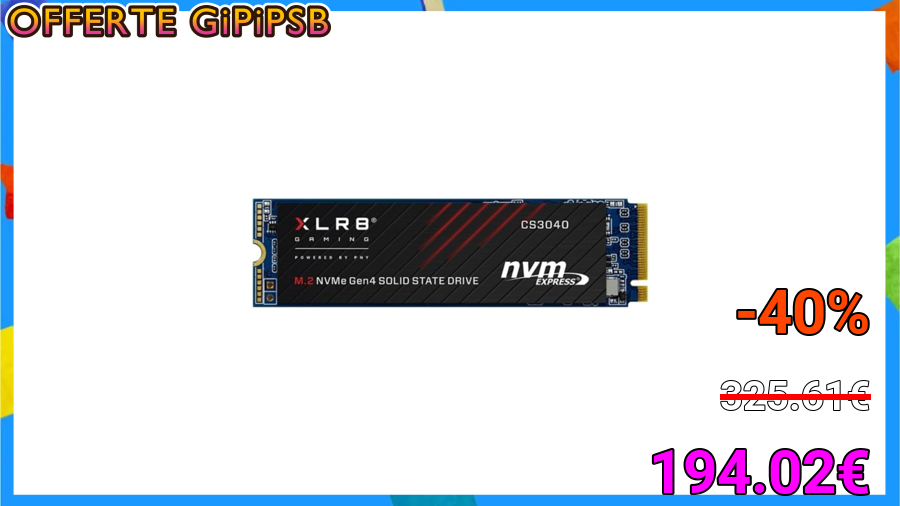 OFFERTE GiPiPSB
XLR8®
GAMING
POWERED BY PNY
CS3040
nvm
EXPRESS
M.2 NVMe Gen4 SOLID STATE DRIVE
-40%
325.61€
194.02€